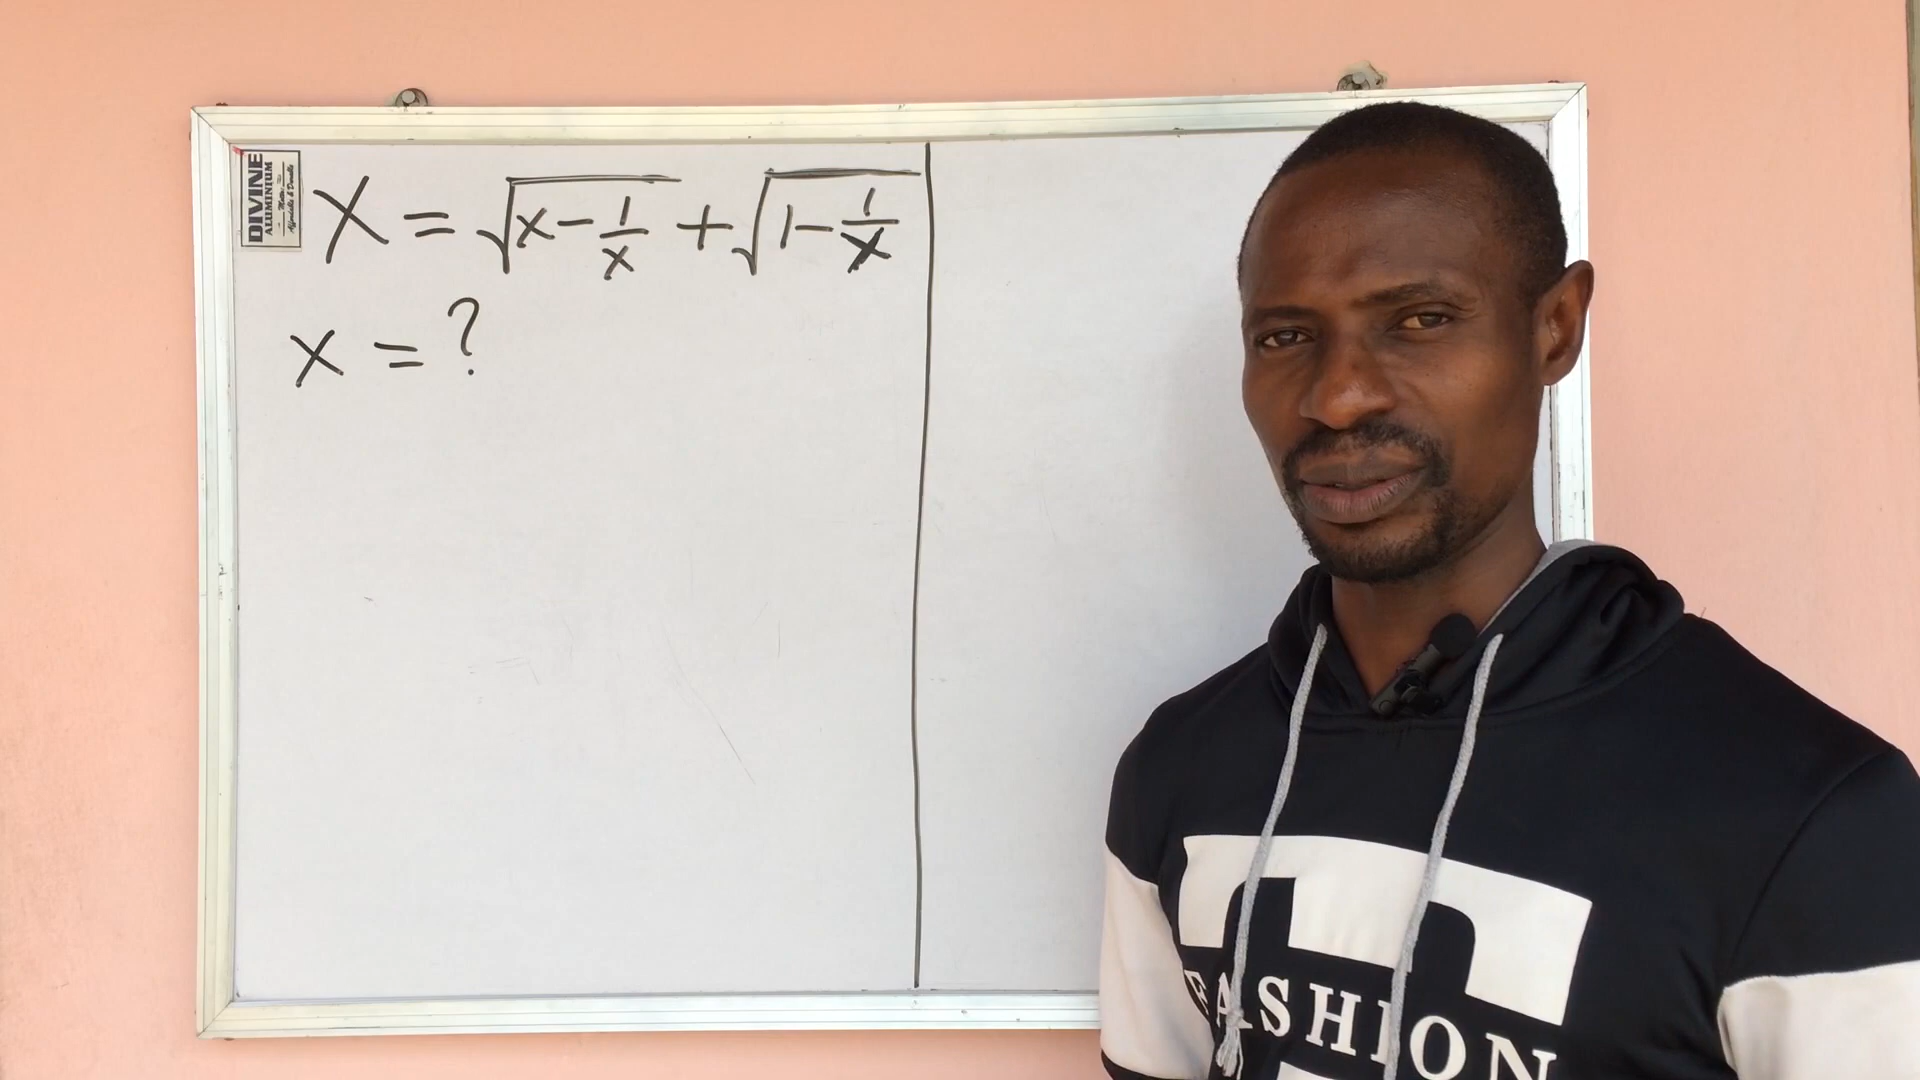 DIVINE
ALUMINIUM
x = √(x - 1/x) + √(1 - 1/x)
x = ?
FASHION